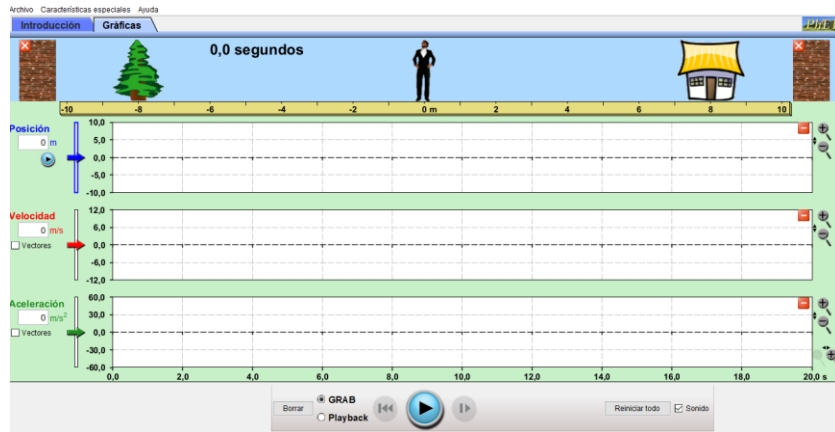 Archivo Características especiales Ayuda
Introducción Gráficas PhET
0,0 segundos
-10 -8 -6 -4 -2 0 m 2 4 6 8 10
Posición
0 m
10,0
5,0
0,0
-5,0
-10,0
Velocidad
0 m/s
Vectores
12,0
6,0
0,0
-6,0
-12,0
Aceleración
0 m/s²
Vectores
60,0
30,0
0,0
-30,0
-60,0
0,0 2,0 4,0 6,0 8,0 10,0 12,0 14,0 16,0 18,0 20,0 s
Borrar
GRAB
Playback
Reiniciar todo
Sonido